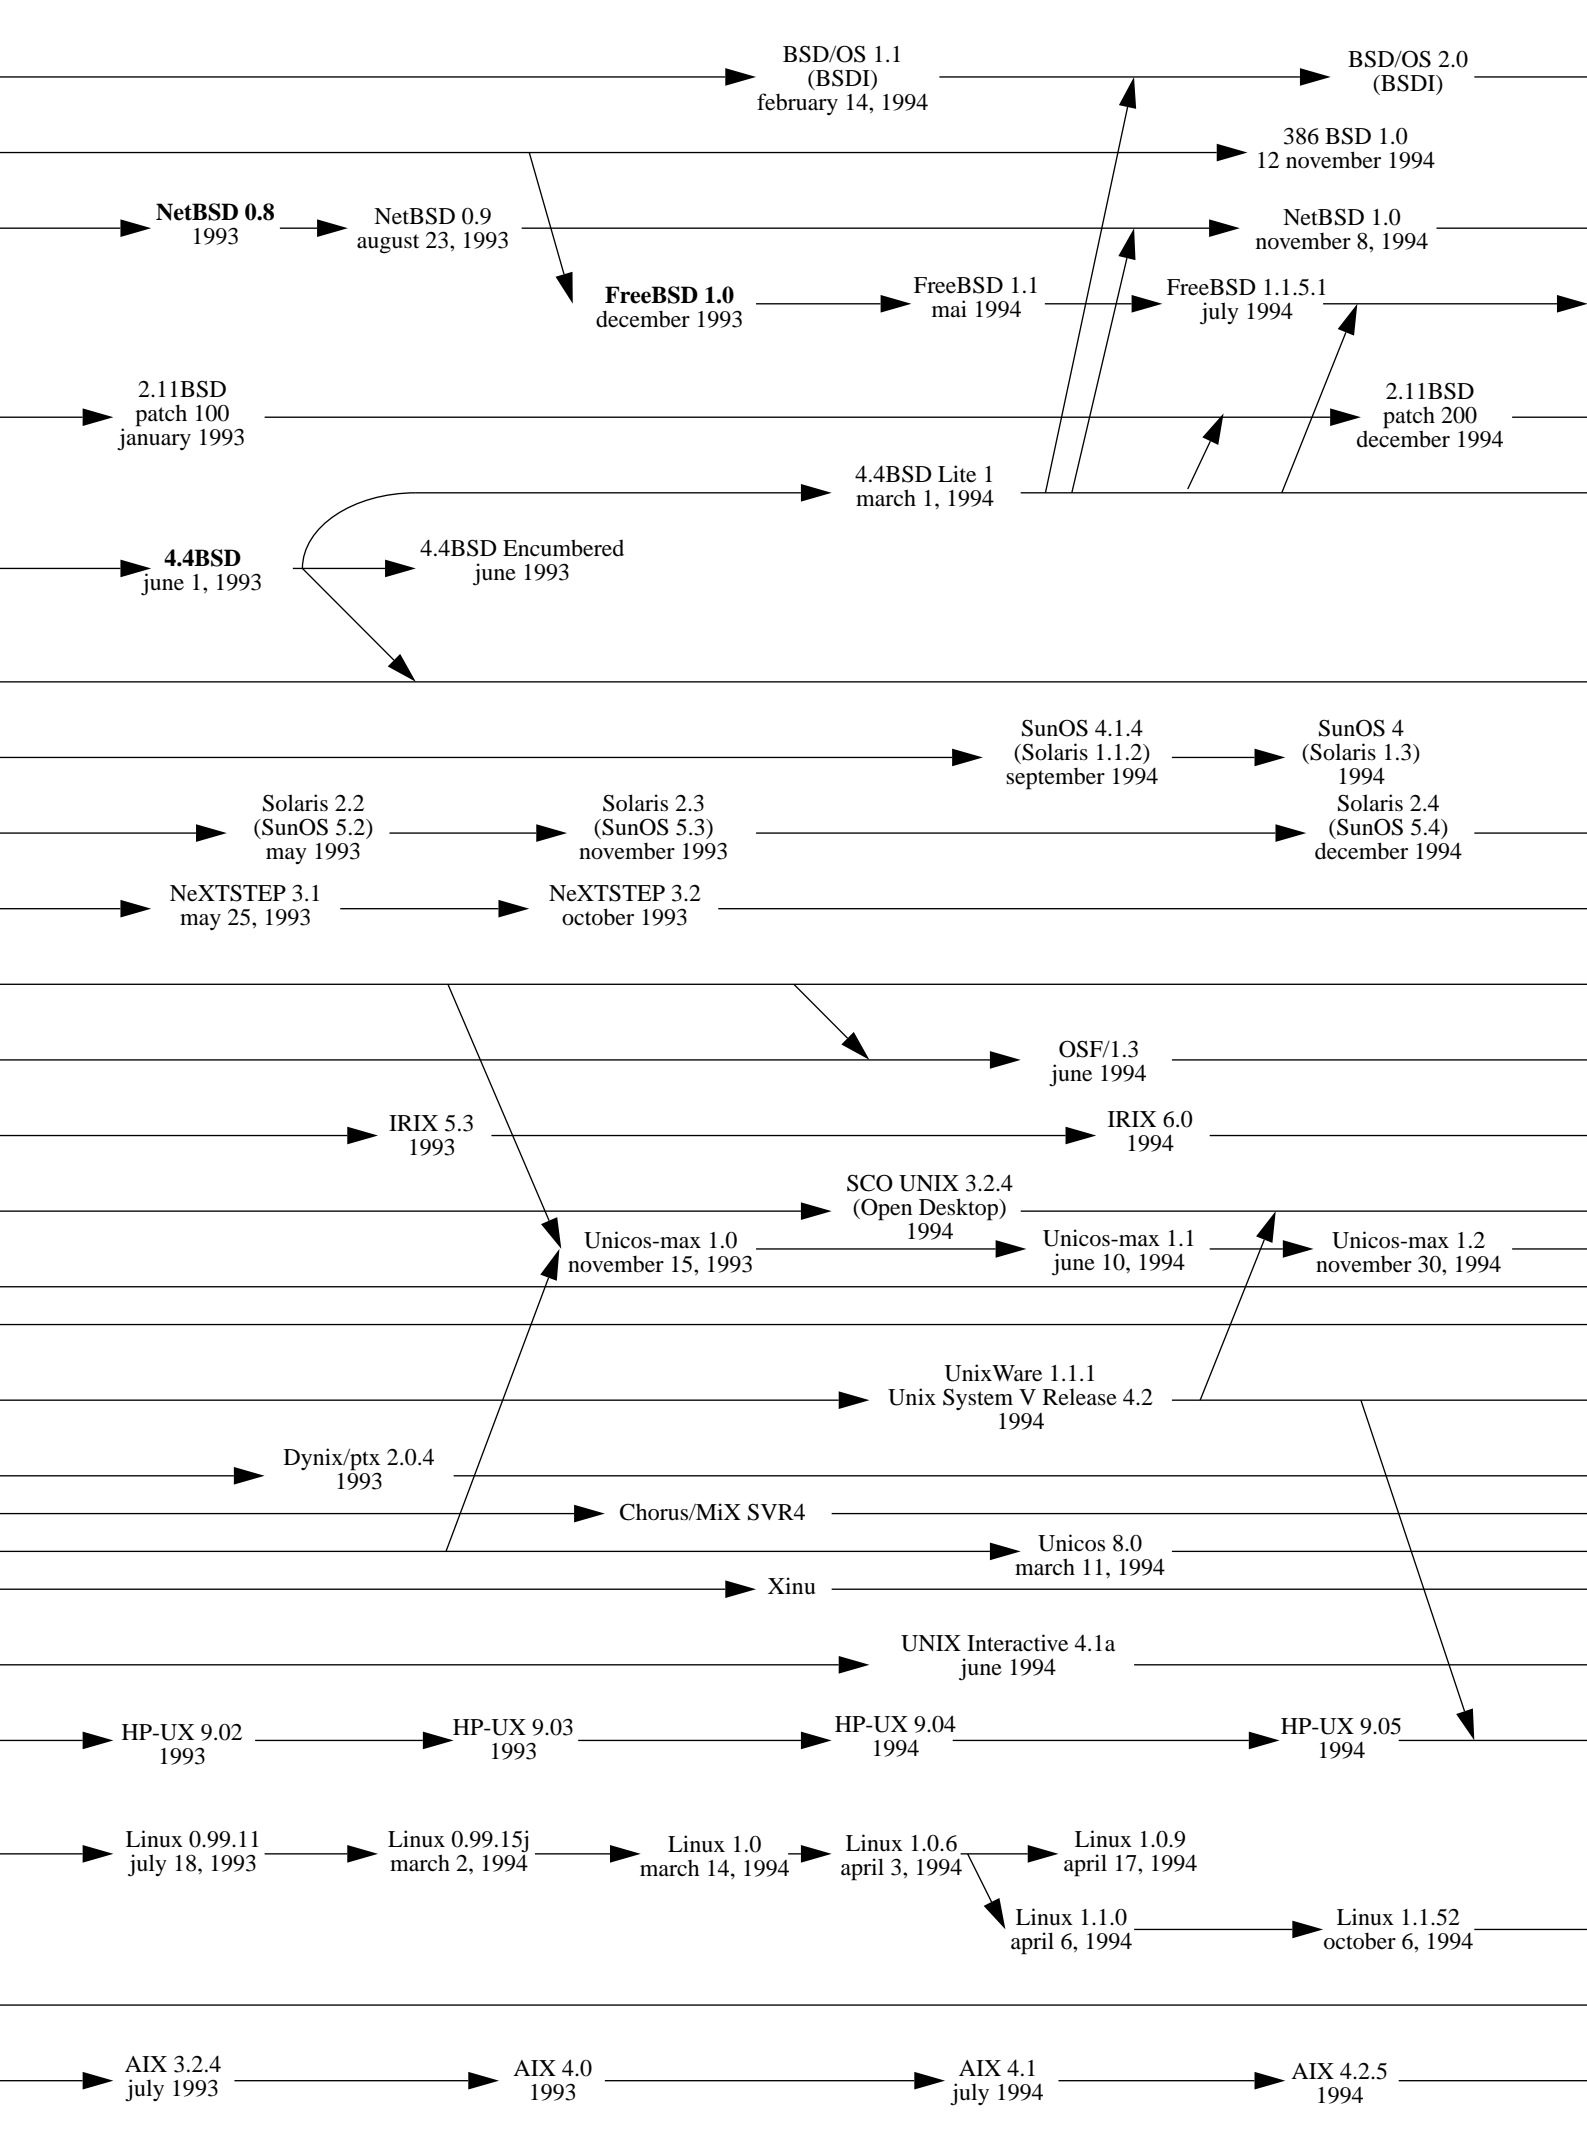 BSD/OS 1.1
(BSDI)
february 14, 1994
BSD/OS 2.0
(BSDI)
386 BSD 1.0
12 november 1994
NetBSD 0.8
1993
NetBSD 0.9
august 23, 1993
NetBSD 1.0
november 8, 1994
FreeBSD 1.0
december 1993
FreeBSD 1.1
mai 1994
FreeBSD 1.1.5.1
july 1994
2.11BSD
patch 100
january 1993
2.11BSD
patch 200
december 1994
4.4BSD Lite 1
march 1, 1994
4.4BSD
june 1, 1993
4.4BSD Encumbered
june 1993
SunOS 4.1.4
(Solaris 1.1.2)
september 1994
SunOS 4
(Solaris 1.3)
1994
Solaris 2.2
(SunOS 5.2)
may 1993
Solaris 2.3
(SunOS 5.3)
november 1993
Solaris 2.4
(SunOS 5.4)
december 1994
NeXTSTEP 3.1
may 25, 1993
NeXTSTEP 3.2
october 1993
OSF/1.3
june 1994
IRIX 5.3
1993
IRIX 6.0
1994
SCO UNIX 3.2.4
(Open Desktop)
1994
Unicos-max 1.0
november 15, 1993
Unicos-max 1.1
june 10, 1994
Unicos-max 1.2
november 30, 1994
UnixWare 1.1.1
Unix System V Release 4.2
1994
Dynix/ptx 2.0.4
1993
Chorus/MiX SVR4
Unicos 8.0
march 11, 1994
Xinu
UNIX Interactive 4.1a
june 1994
HP-UX 9.02
1993
HP-UX 9.03
1993
HP-UX 9.04
1994
HP-UX 9.05
1994
Linux 0.99.11
july 18, 1993
Linux 0.99.15j
march 2, 1994
Linux 1.0
march 14, 1994
Linux 1.0.6
april 3, 1994
Linux 1.0.9
april 17, 1994
Linux 1.1.0
april 6, 1994
Linux 1.1.52
october 6, 1994
AIX 3.2.4
july 1993
AIX 4.0
1993
AIX 4.1
july 1994
AIX 4.2.5
1994